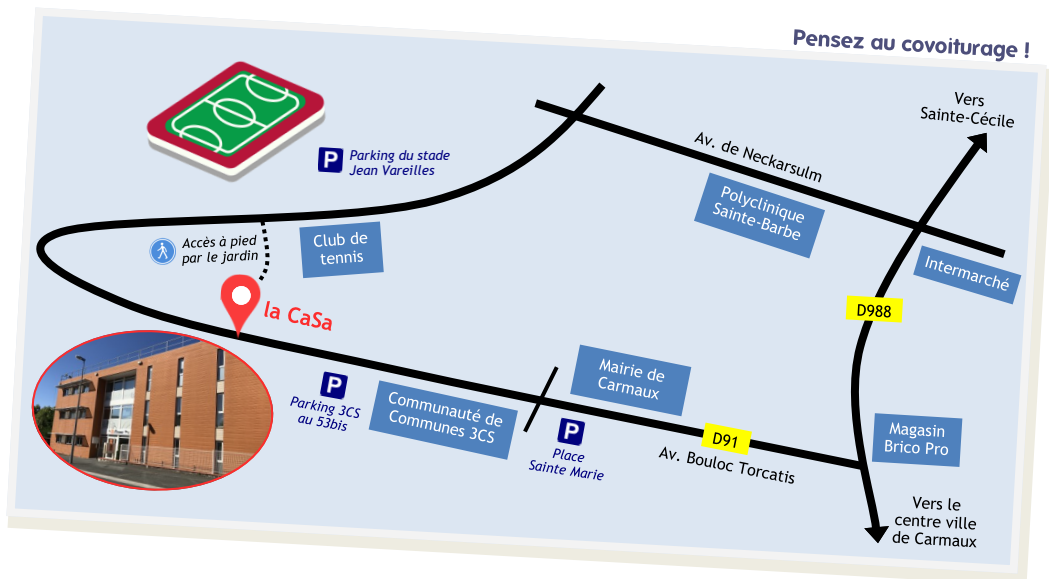 Pensez au covoiturage !
Vers
Sainte-Cécile
Av. de Neckarsulm
P
Parking du stade
Jean Vareilles
Polyclinique
Sainte-Barbe
Accès à pied
par le jardin
Club de
tennis
Intermarché
la CaSa
D988
Mairie de
Carmaux
P
Parking 3CS
au 53bis
Communauté de
Communes 3CS
P
Place
Sainte Marie
D91
Av. Bouloc Torcatis
Magasin
Brico Pro
Vers le
centre ville
de Carmaux